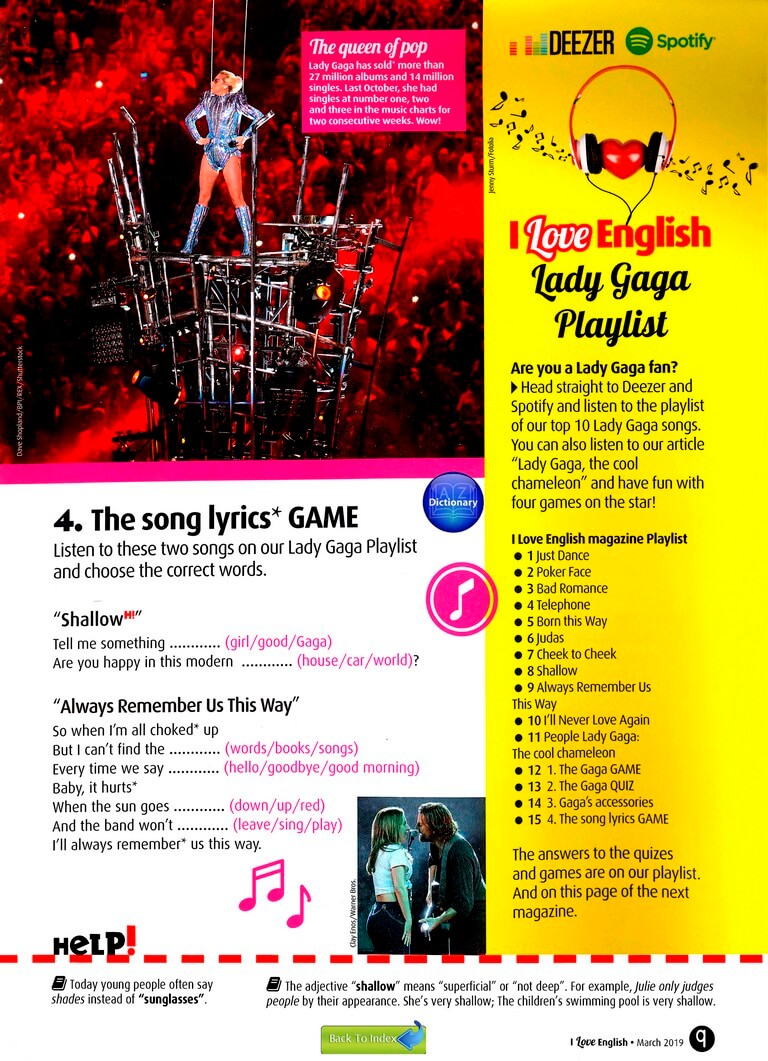 The queen of pop
Lady Gaga has sold* more than
27 million albums and 14 million
singles. Last October, she had
singles at number one, two
and three in the music charts for
two consecutive weeks. Wow!
Dave Shopland/BPI/REX/Shutterstock
4. The song lyrics* GAME
Listen to these two songs on our Lady Gaga Playlist
and choose the correct words.
A Z
Dictionary
“Shallow H!”
Tell me something ............ (girl/good/Gaga)
Are you happy in this modern ............ (house/car/world)?
“Always Remember Us This Way”
So when I'm all choked* up
But I can't find the ............ (words/books/songs)
Every time we say ............ (hello/goodbye/good morning)
Baby, it hurts*
When the sun goes ............ (down/up/red)
And the band won't ............ (leave/sing/play)
I'll always remember* us this way.
Clay Enos/Warner Bros.
DEEZER Spotify
Jenny Sturm/Fotolia
I Love English
Lady Gaga
Playlist
Are you a Lady Gaga fan?
Head straight to Deezer and
Spotify and listen to the playlist
of our top 10 Lady Gaga songs.
You can also listen to our article
“Lady Gaga, the cool
chameleon” and have fun with
four games on the star!
I Love English magazine Playlist
● 1 Just Dance
● 2 Poker Face
● 3 Bad Romance
● 4 Telephone
● 5 Born this Way
● 6 Judas
● 7 Cheek to Cheek
● 8 Shallow
● 9 Always Remember Us
This Way
● 10 I'll Never Love Again
● 11 People Lady Gaga:
The cool chameleon
● 12 1. The Gaga GAME
● 13 2. The Gaga QUIZ
● 14 3. Gaga's accessories
● 15 4. The song lyrics GAME
The answers to the quizes
and games are on our playlist.
And on this page of the next
magazine.
HeLP!
Today young people often say
shades instead of “sunglasses”.
The adjective “shallow” means “superficial” or “not deep”. For example, Julie only judges
people by their appearance. She's very shallow; The children's swimming pool is very shallow.
Back To Index
I Love English • March 2019 9